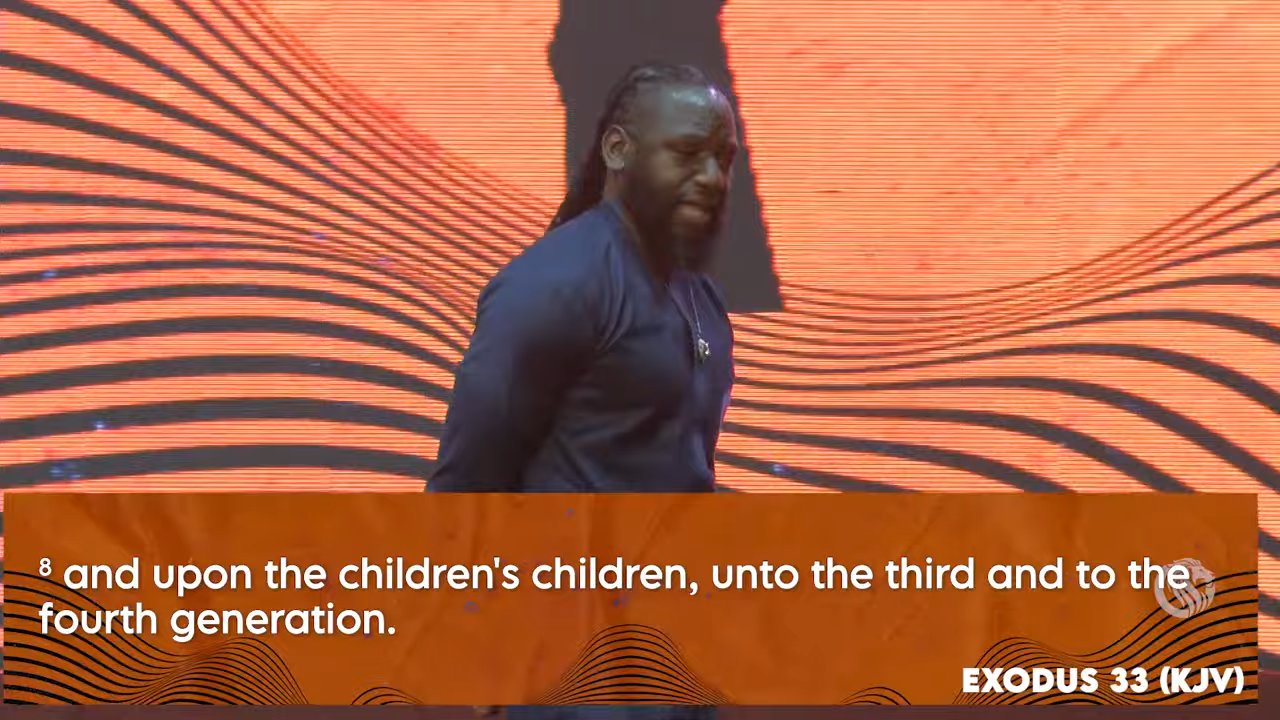 8 and upon the children's children, unto the third and to the
fourth generation.
EXODUS 33 (KJV)